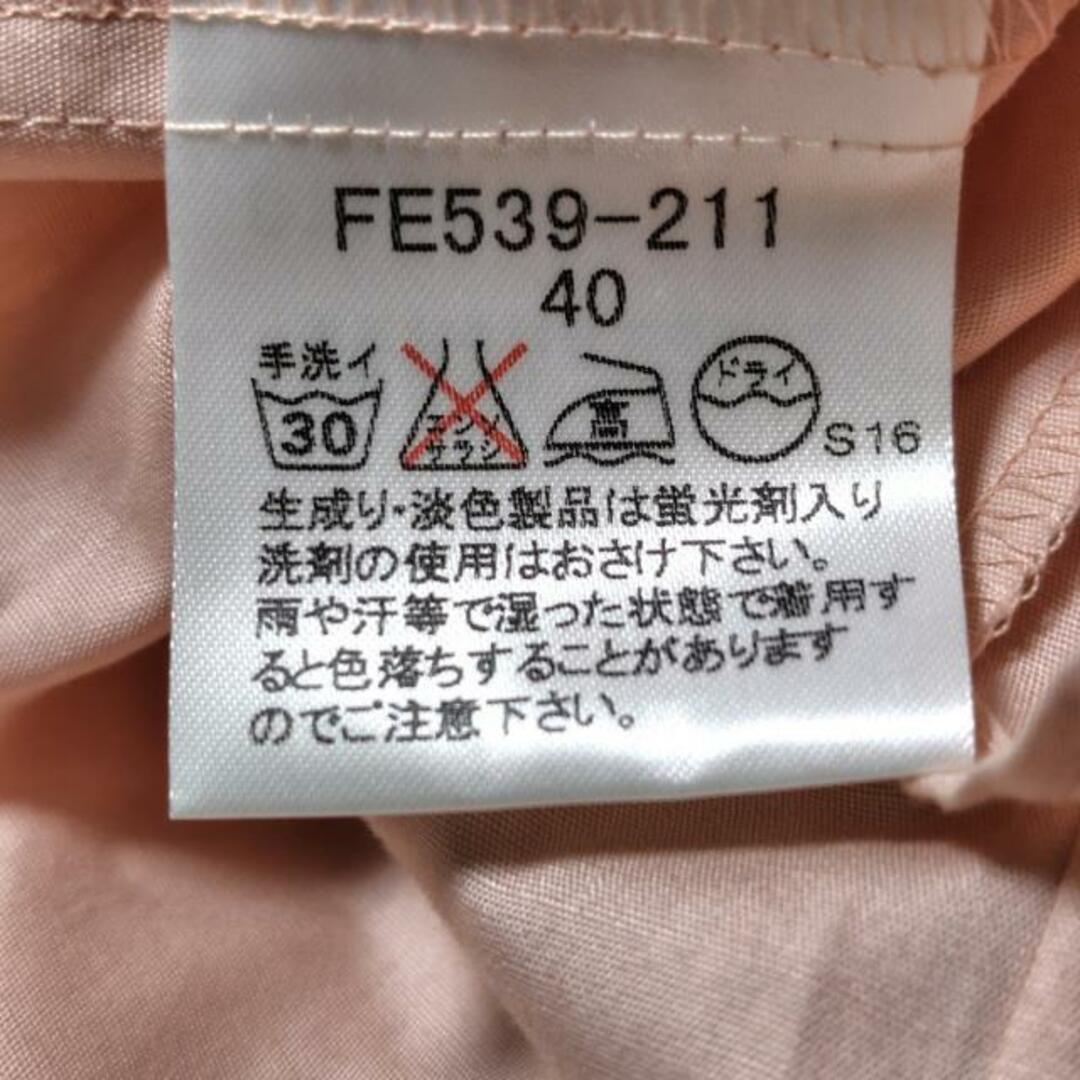 FE539-211
40
手洗イ
30
エンソ
サラシ
高
ドライ
S16
生成り・淡色製品は蛍光剤入り
洗剤の使用はおさけ下さい。
雨や汗等で湿った状態で着用す
ると色落ちすることがあります
のでご注意下さい。